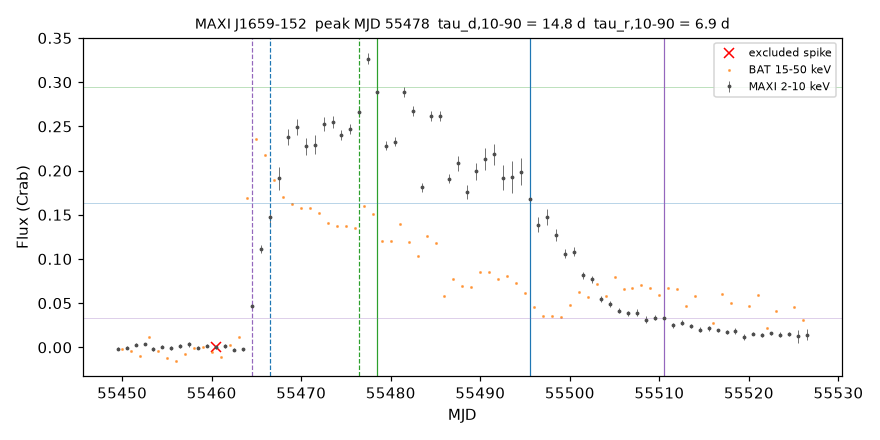 MAXI J1659-152  peak MJD 55478  tau_d,10-90 = 14.8 d  tau_r,10-90 = 6.9 d
0.35
0.30
0.25
0.20
0.15
0.10
0.05
0.00
Flux (Crab)
excluded spike
BAT 15-50 keV
MAXI 2-10 keV
55450 55460 55470 55480 55490 55500 55510 55520 55530
MJD